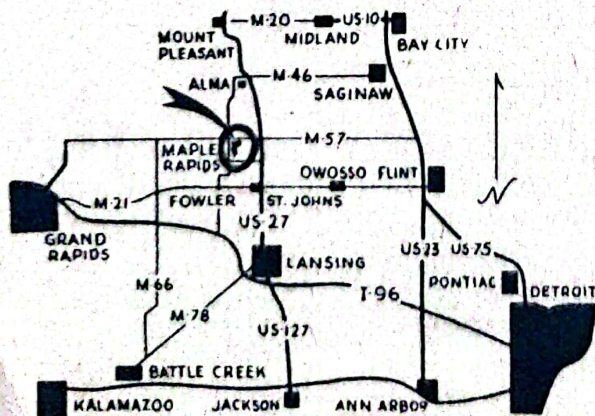 M-20
US-10
MOUNT PLEASANT
MIDLAND
BAY CITY
ALMA
M-46
SAGINAW
MAPLE RAPIDS
M-57
OWOSSO
FLINT
M-21
FOWLER
ST. JOHNS
N
GRAND RAPIDS
US-27
LANSING
US-23
US-75
PONTIAC
DETROIT
M-66
M-78
I-96
US-127
BATTLE CREEK
KALAMAZOO
JACKSON
ANN ARBOR